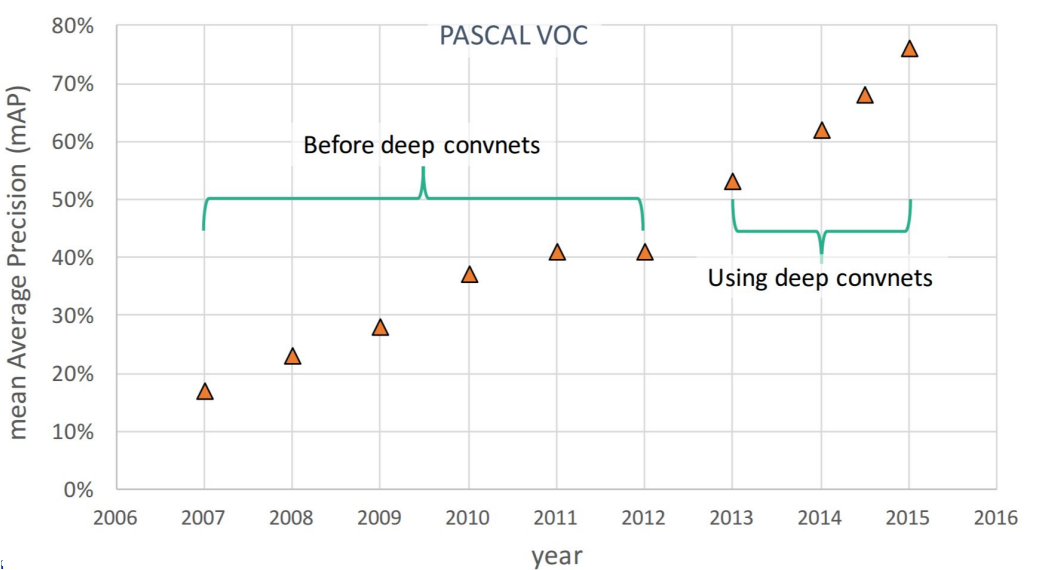 PASCAL VOC
80%
70%
60%
50%
40%
30%
20%
10%
0%
mean Average Precision (mAP)
Before deep convnets
Using deep convnets
2006 2007 2008 2009 2010 2011 2012 2013 2014 2015 2016
year